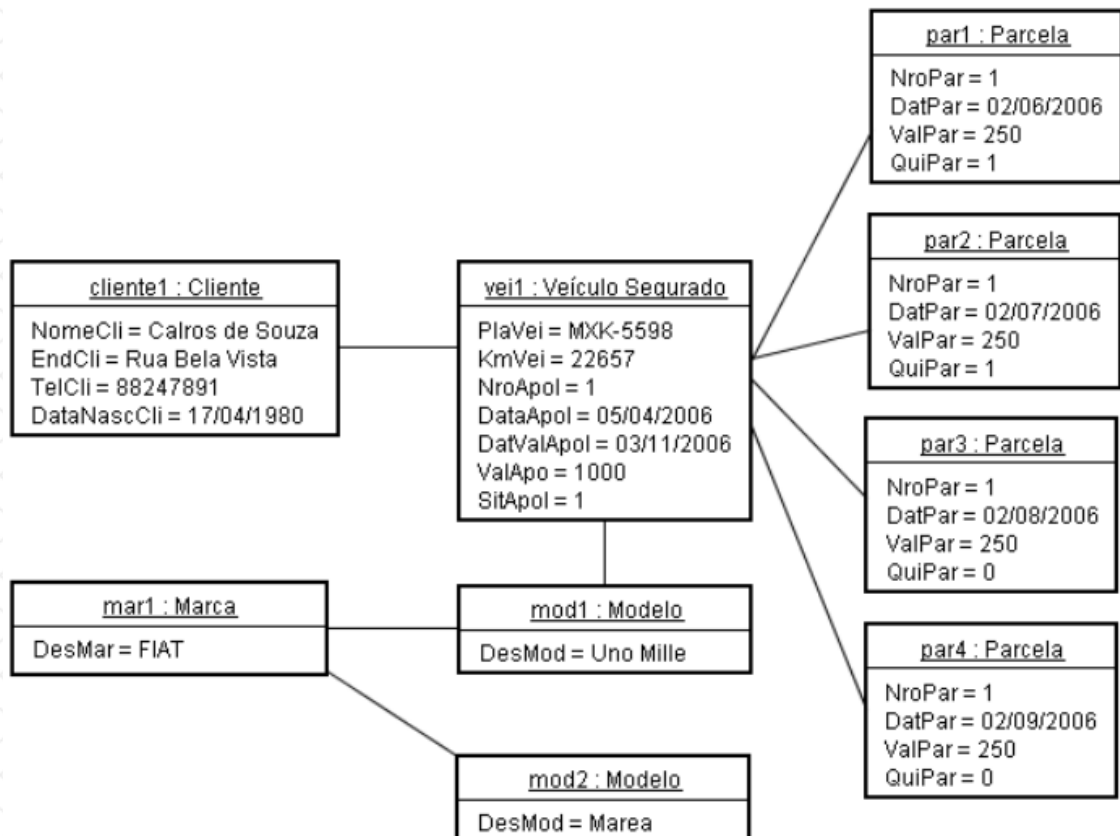 par1 : Parcela
NroPar = 1
DatPar = 02/06/2006
ValPar = 250
QuiPar = 1
par2 : Parcela
NroPar = 1
DatPar = 02/07/2006
ValPar = 250
QuiPar = 1
cliente1 : Cliente
NomeCli = Calros de Souza
EndCli = Rua Bela Vista
TelCli = 88247891
DataNascCli = 17/04/1980
vei1 : Veículo Segurado
PlaVei = MXK-5598
KmVei = 22657
NroApol = 1
DataApol = 05/04/2006
DatValApol = 03/11/2006
ValApo = 1000
SitApol = 1
par3 : Parcela
NroPar = 1
DatPar = 02/08/2006
ValPar = 250
QuiPar = 0
mar1 : Marca
DesMar = FIAT
mod1 : Modelo
DesMod = Uno Mille
par4 : Parcela
NroPar = 1
DatPar = 02/09/2006
ValPar = 250
QuiPar = 0
mod2 : Modelo
DesMod = Marea